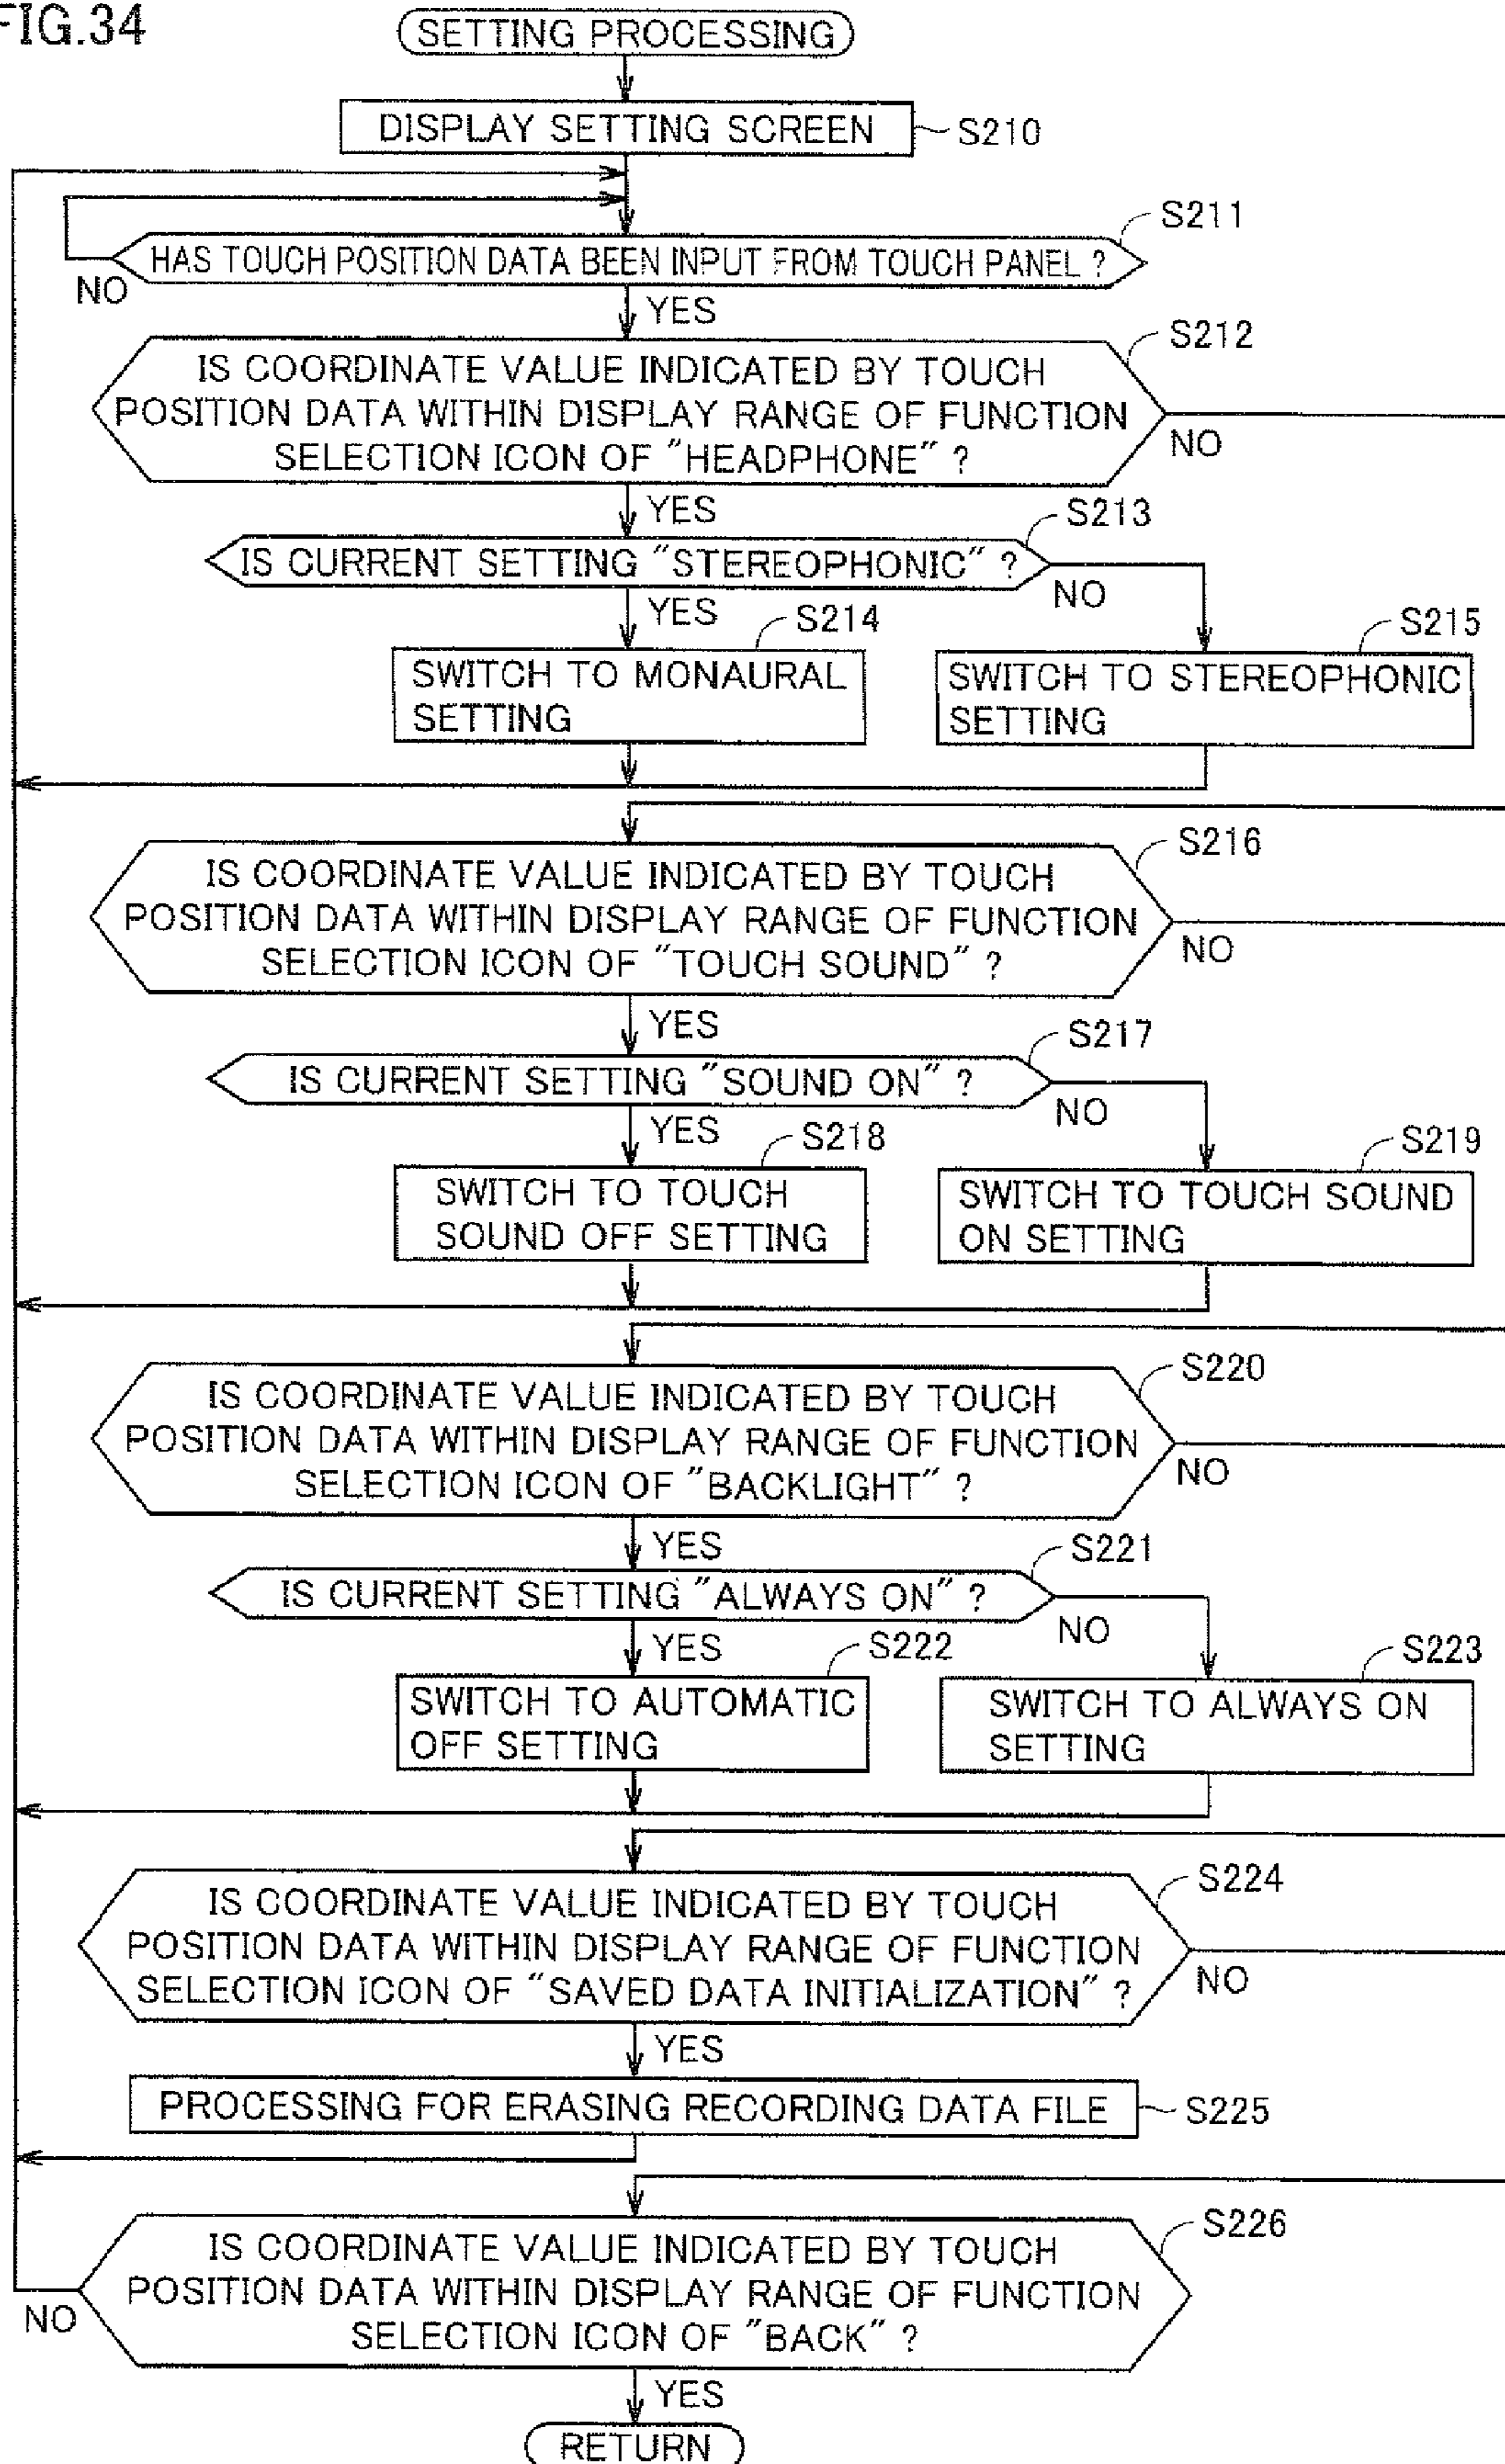 FIG.34
SETTING PROCESSING
DISPLAY SETTING SCREEN
S210
S211
HAS TOUCH POSITION DATA BEEN INPUT FROM TOUCH PANEL ?
NO
YES
S212
IS COORDINATE VALUE INDICATED BY TOUCH
POSITION DATA WITHIN DISPLAY RANGE OF FUNCTION
SELECTION ICON OF "HEADPHONE" ?
NO
YES
S213
IS CURRENT SETTING "STEREOPHONIC" ?
NO
YES
S214
S215
SWITCH TO MONAURAL
SETTING
SWITCH TO STEREOPHONIC
SETTING
S216
IS COORDINATE VALUE INDICATED BY TOUCH
POSITION DATA WITHIN DISPLAY RANGE OF FUNCTION
SELECTION ICON OF "TOUCH SOUND" ?
NO
YES
S217
IS CURRENT SETTING "SOUND ON" ?
NO
YES
S218
S219
SWITCH TO TOUCH
SOUND OFF SETTING
SWITCH TO TOUCH SOUND
ON SETTING
S220
IS COORDINATE VALUE INDICATED BY TOUCH
POSITION DATA WITHIN DISPLAY RANGE OF FUNCTION
SELECTION ICON OF "BACKLIGHT" ?
NO
YES
S221
IS CURRENT SETTING "ALWAYS ON" ?
NO
YES
S222
S223
SWITCH TO AUTOMATIC
OFF SETTING
SWITCH TO ALWAYS ON
SETTING
S224
IS COORDINATE VALUE INDICATED BY TOUCH
POSITION DATA WITHIN DISPLAY RANGE OF FUNCTION
SELECTION ICON OF "SAVED DATA INITIALIZATION" ?
NO
YES
PROCESSING FOR ERASING RECORDING DATA FILE
S225
S226
IS COORDINATE VALUE INDICATED BY TOUCH
POSITION DATA WITHIN DISPLAY RANGE OF FUNCTION
SELECTION ICON OF "BACK" ?
NO
YES
RETURN